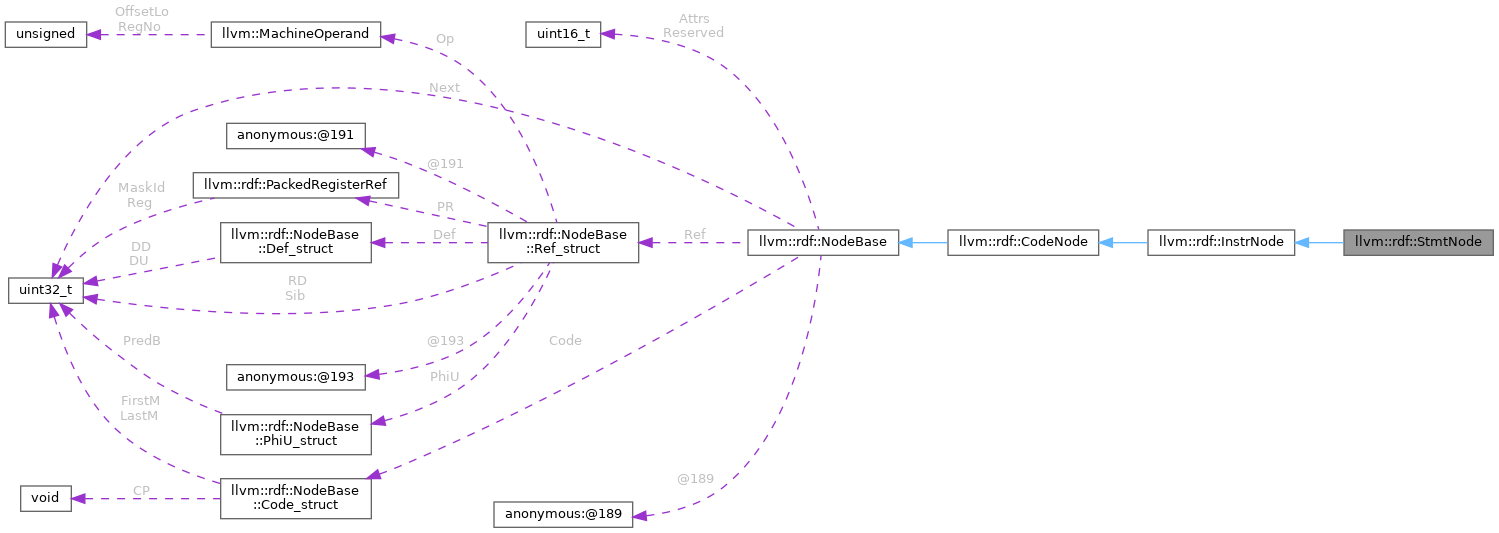 OffsetLo
RegNo
unsigned
llvm::MachineOperand
Op
uint16_t
Attrs
Reserved
Next
anonymous:@191
@191
llvm::rdf::PackedRegisterRef
MaskId
Reg
PR
llvm::rdf::NodeBase
::Def_struct
Def
DD
DU
llvm::rdf::NodeBase
::Ref_struct
Ref
llvm::rdf::NodeBase
llvm::rdf::CodeNode
llvm::rdf::InstrNode
llvm::rdf::StmtNode
uint32_t
RD
Sib
PredB
@193
Code
anonymous:@193
PhiU
FirstM
LastM
llvm::rdf::NodeBase
::PhiU_struct
void
CP
llvm::rdf::NodeBase
::Code_struct
@189
anonymous:@189